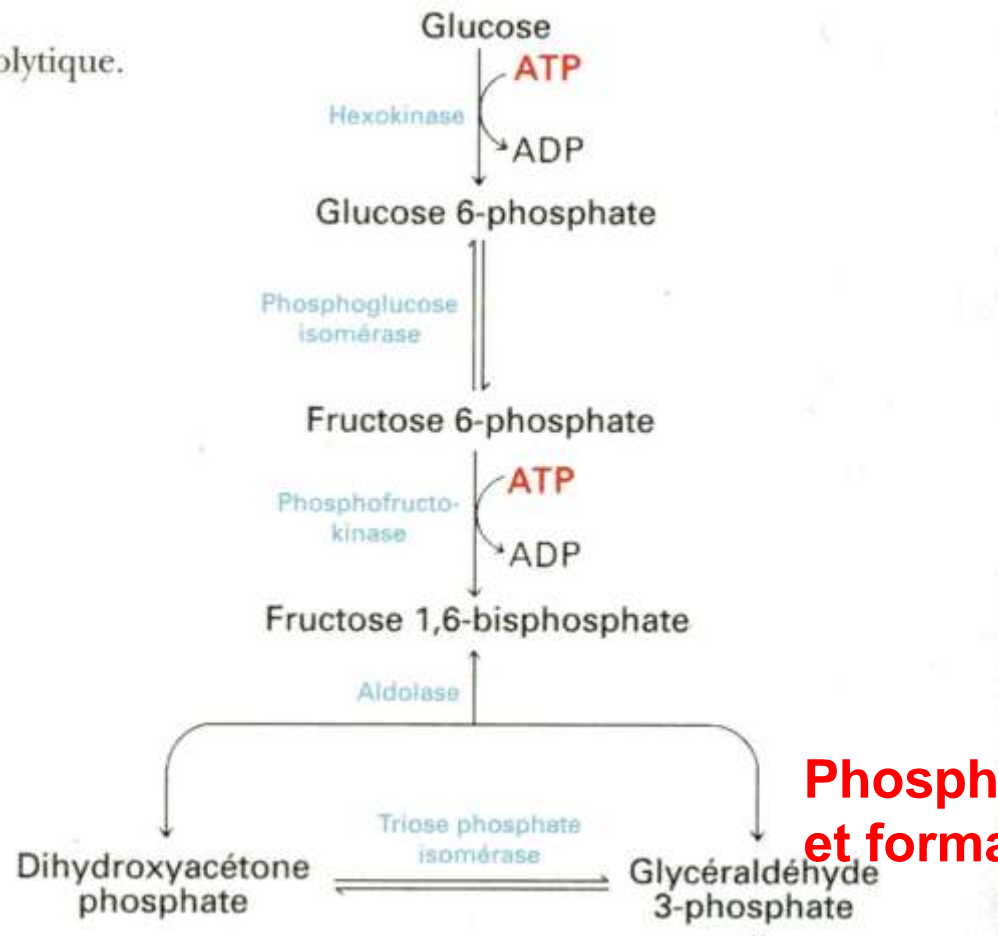 Glucose
olytique.
ATP
Hexokinase
ADP
Glucose 6-phosphate
Phosphoglucose
isomérase
Fructose 6-phosphate
ATP
Phosphofructo-
kinase
ADP
Fructose 1,6-bisphosphate
Aldolase
Phosph
et forma
Triose phosphate
isomérase
Dihydroxyacétone
phosphate
Glycéraldéhyde
3-phosphate